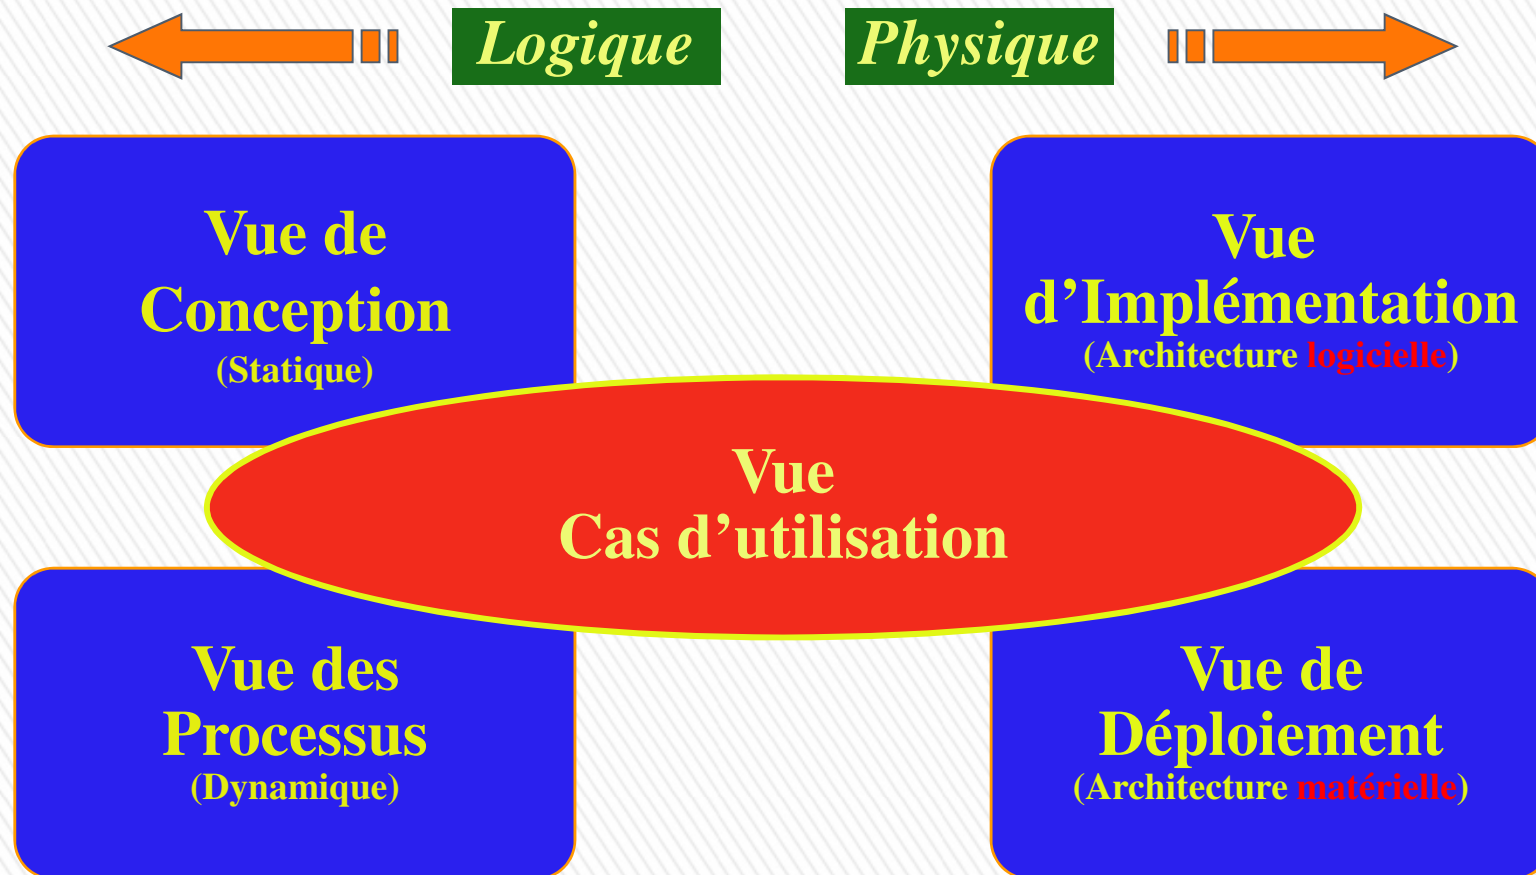 Logique
Physique
Vue de
Conception
(Statique)
Vue
d’Implémentation
(Architecture logicielle)
Vue
Cas d’utilisation
Vue des
Processus
(Dynamique)
Vue de
Déploiement
(Architecture matérielle)